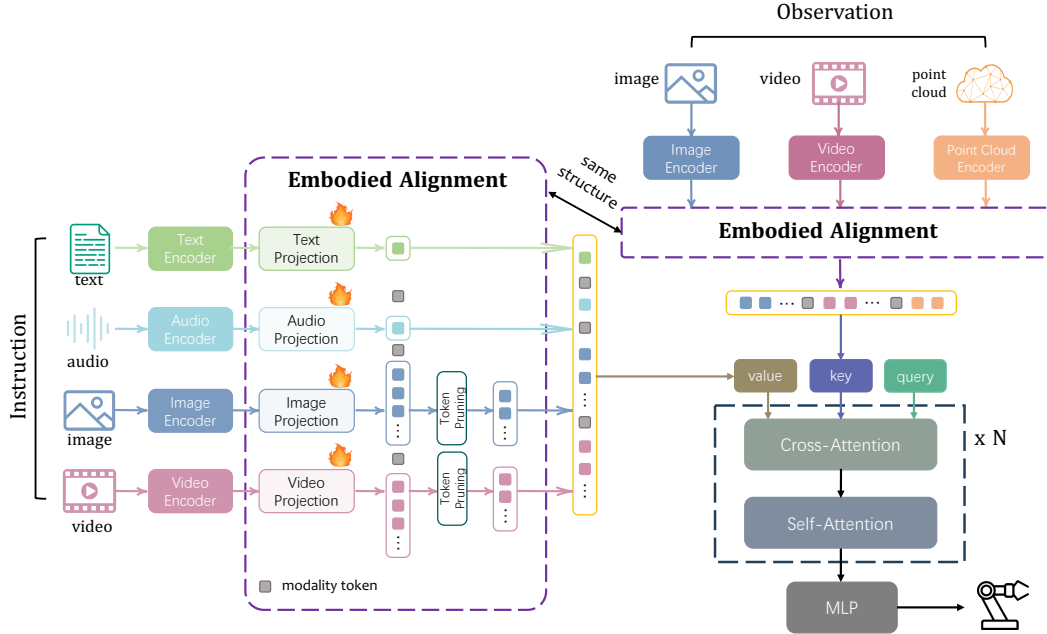 Observation
image
video
point
cloud
Image
Encoder
Video
Encoder
Point Cloud
Encoder
same
structure
Embodied Alignment
Embodied Alignment
Instruction
text
Text
Encoder
Text
Projection
audio
Audio
Encoder
Audio
Projection
image
Image
Encoder
Image
Projection
Token
Pruning
video
Video
Encoder
Video
Projection
Token
Pruning
modality token
value
key
query
Cross-Attention
x N
Self-Attention
MLP